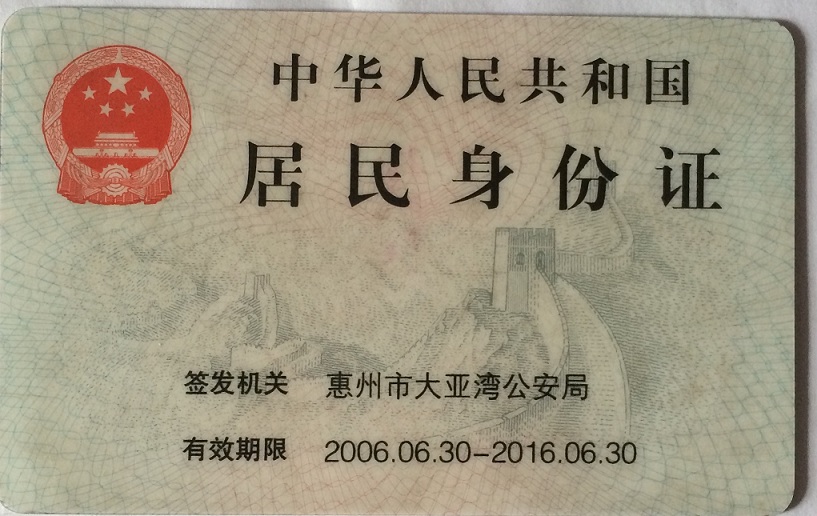 中华人民共和国
居民身份证
签发机关 惠州市大亚湾公安局
有效期限 2006.06.30-2016.06.30